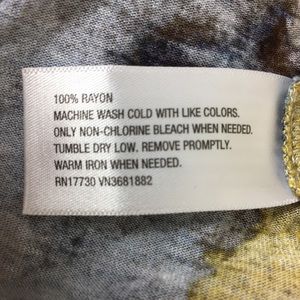 100% RAYON
MACHINE WASH COLD WITH LIKE COLORS.
ONLY NON-CHLORINE BLEACH WHEN NEEDED.
TUMBLE DRY LOW. REMOVE PROMPTLY.
WARM IRON WHEN NEEDED.
RN17730 VN3681882